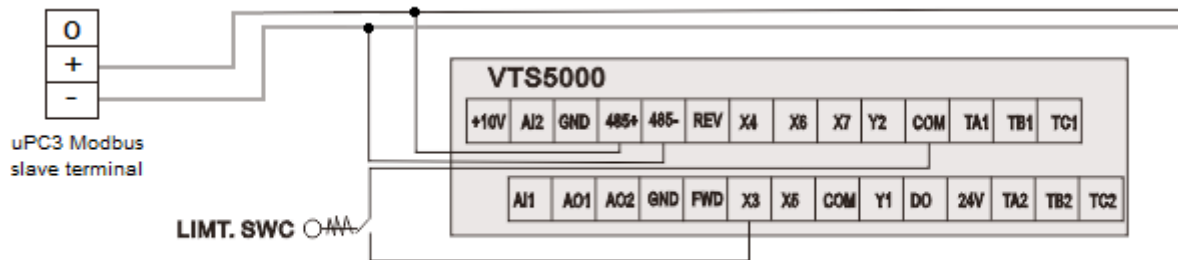 0
+
-
uPC3 Modbus
slave terminal
VTS5000
+10V AI2 GND 485+ 485- REV X4 X6 X7 Y2 COM TA1 TB1 TC1
AI1 AO1 AO2 GND FWD X3 X5 COM Y1 DO 24V TA2 TB2 TC2
LIMT. SWC